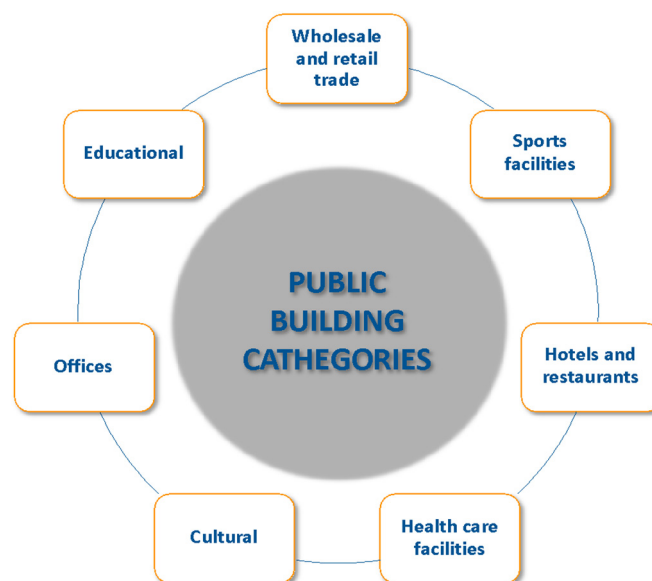 Wholesale
and retail
trade
Educational
Sports
facilities
PUBLIC
BUILDING
CATHEGORIES
Offices
Hotels and
restaurants
Cultural
Health care
facilities